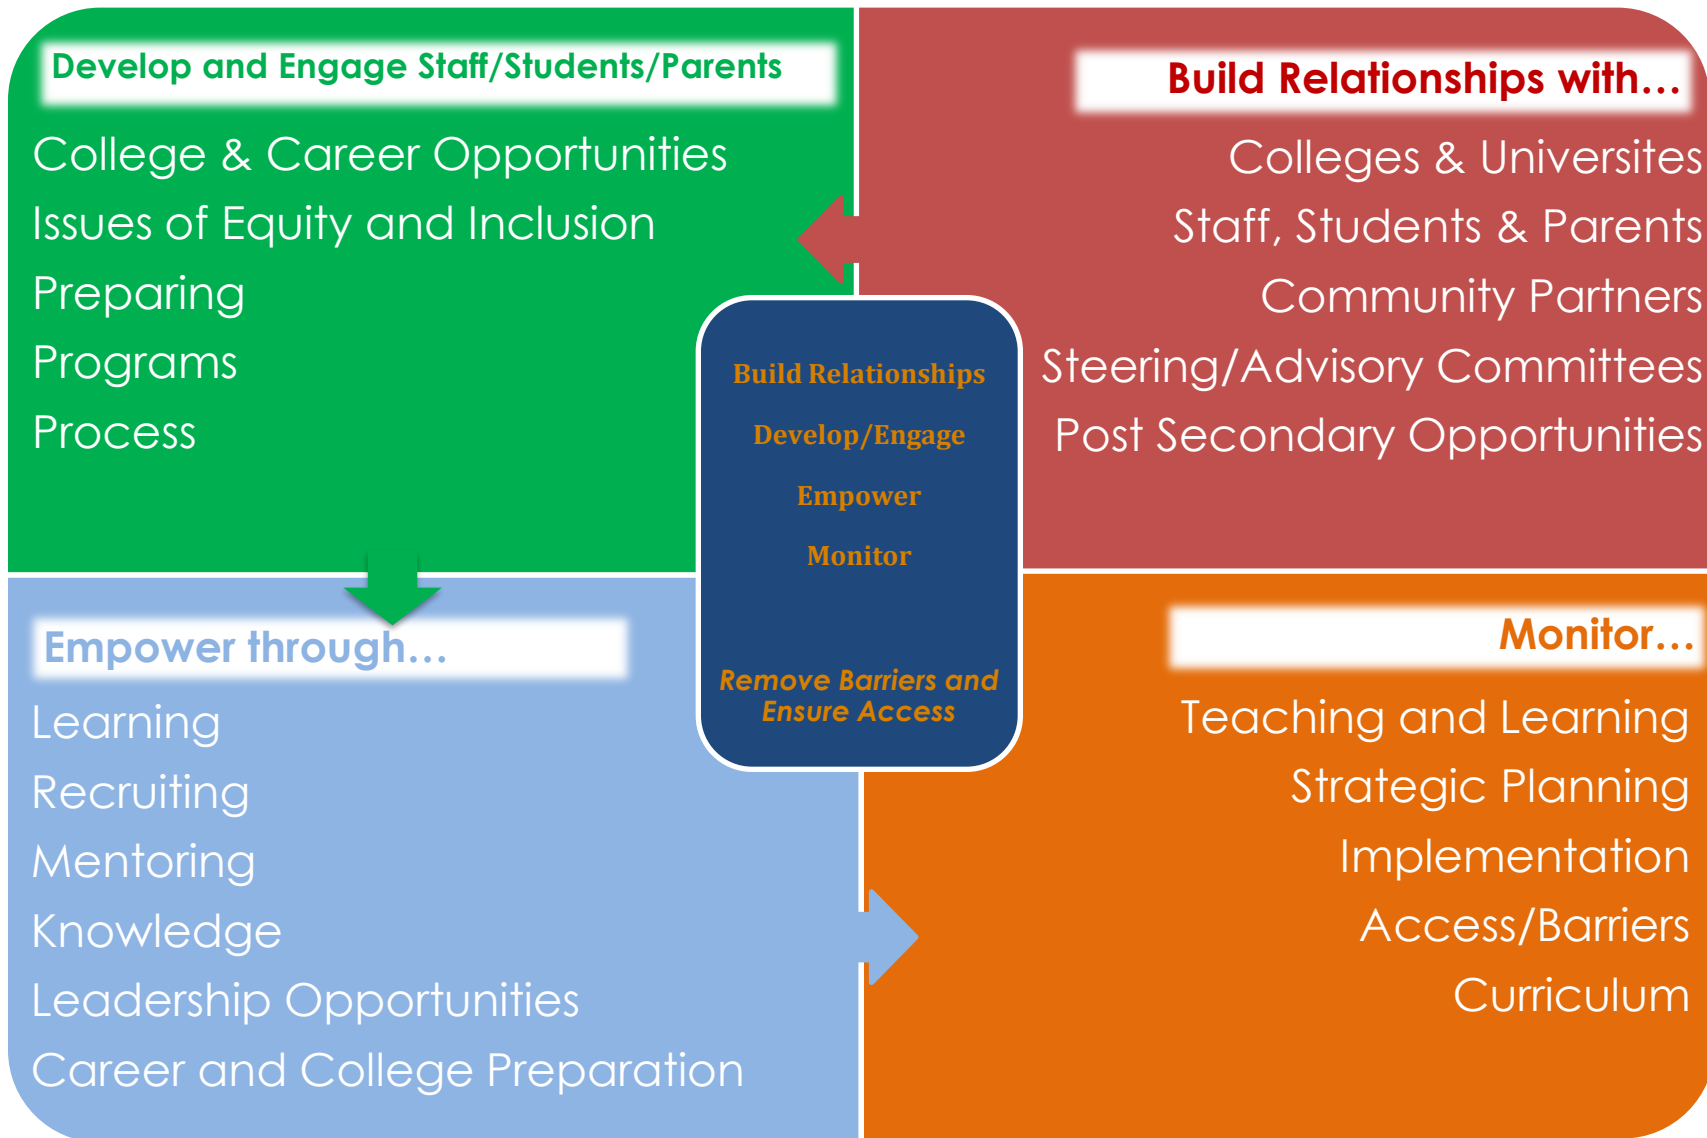 Develop and Engage Staff/Students/Parents
College & Career Opportunities
Issues of Equity and Inclusion
Preparing
Programs
Process
Build Relationships with…
Colleges & Universites
Staff, Students & Parents
Community Partners
Steering/Advisory Committees
Post Secondary Opportunities
Build Relationships
Develop/Engage
Empower
Monitor
Remove Barriers and
Ensure Access
Empower through…
Learning
Recruiting
Mentoring
Knowledge
Leadership Opportunities
Career and College Preparation
Monitor…
Teaching and Learning
Strategic Planning
Implementation
Access/Barriers
Curriculum